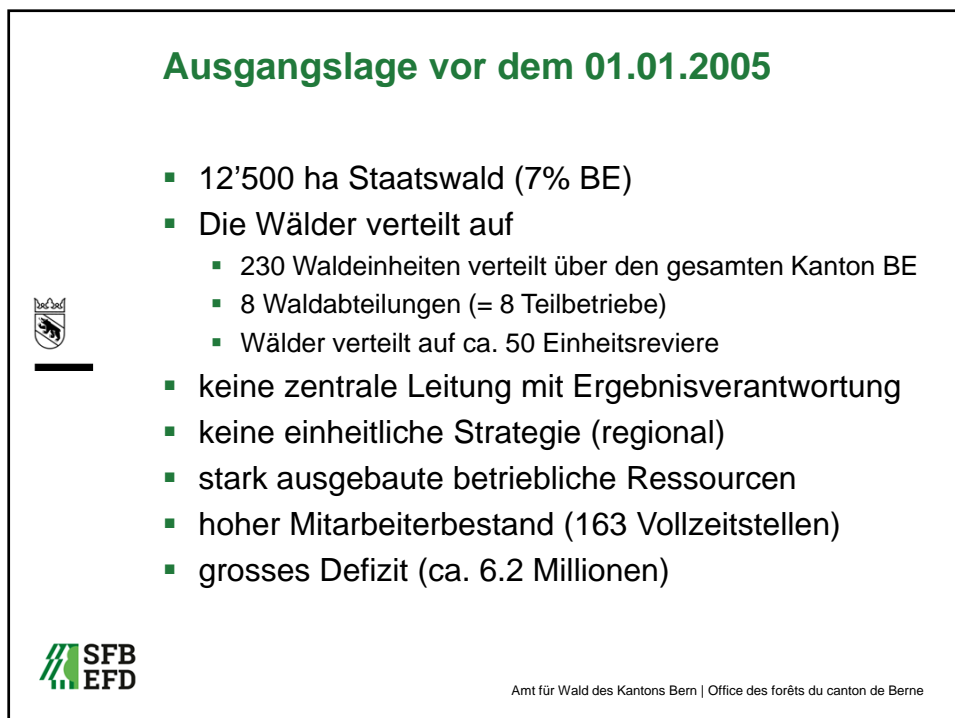 Ausgangslage vor dem 01.01.2005
▪ 12’500 ha Staatswald (7% BE)
▪ Die Wälder verteilt auf
▪ 230 Waldeinheiten verteilt über den gesamten Kanton BE
▪ 8 Waldabteilungen (= 8 Teilbetriebe)
▪ Wälder verteilt auf ca. 50 Einheitsreviere
▪ keine zentrale Leitung mit Ergebnisverantwortung
▪ keine einheitliche Strategie (regional)
▪ stark ausgebaute betriebliche Ressourcen
▪ hoher Mitarbeiterbestand (163 Vollzeitstellen)
▪ grosses Defizit (ca. 6.2 Millionen)
SFB
EFD
Amt für Wald des Kantons Bern | Office des forêts du canton de Berne